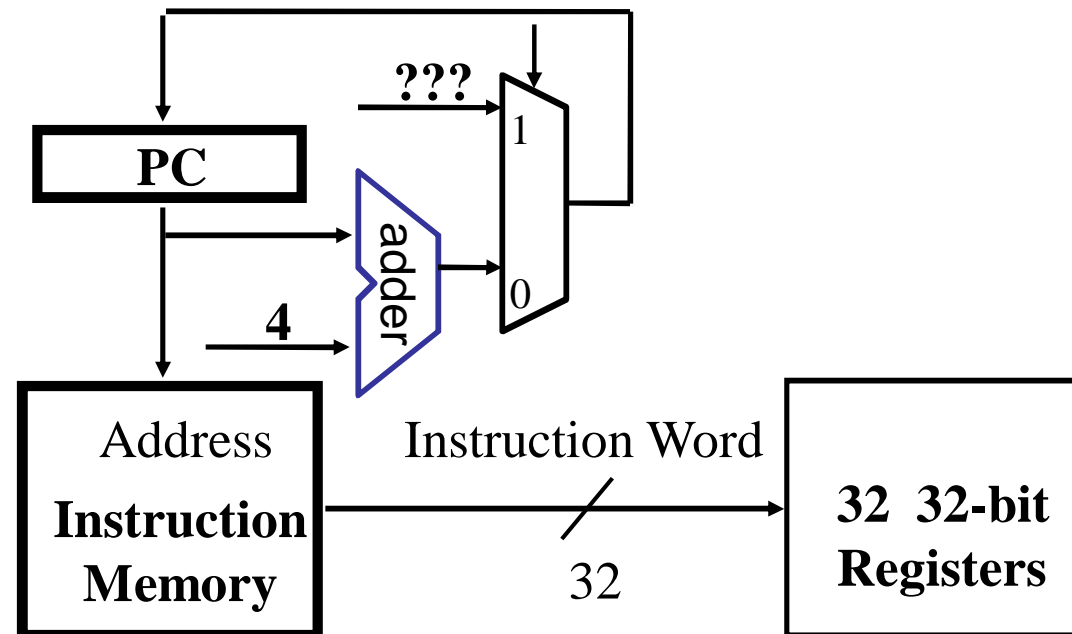 ???
1
PC
adder
0
4
Address
Instruction Word
Instruction
Memory
32
32 32-bit
Registers